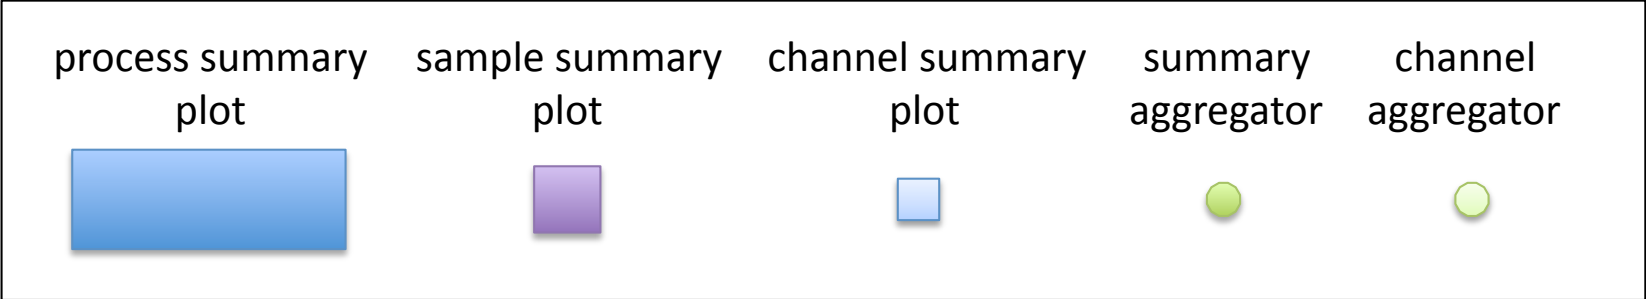 process summary plot
sample summary plot
channel summary plot
summary aggregator
channel aggregator